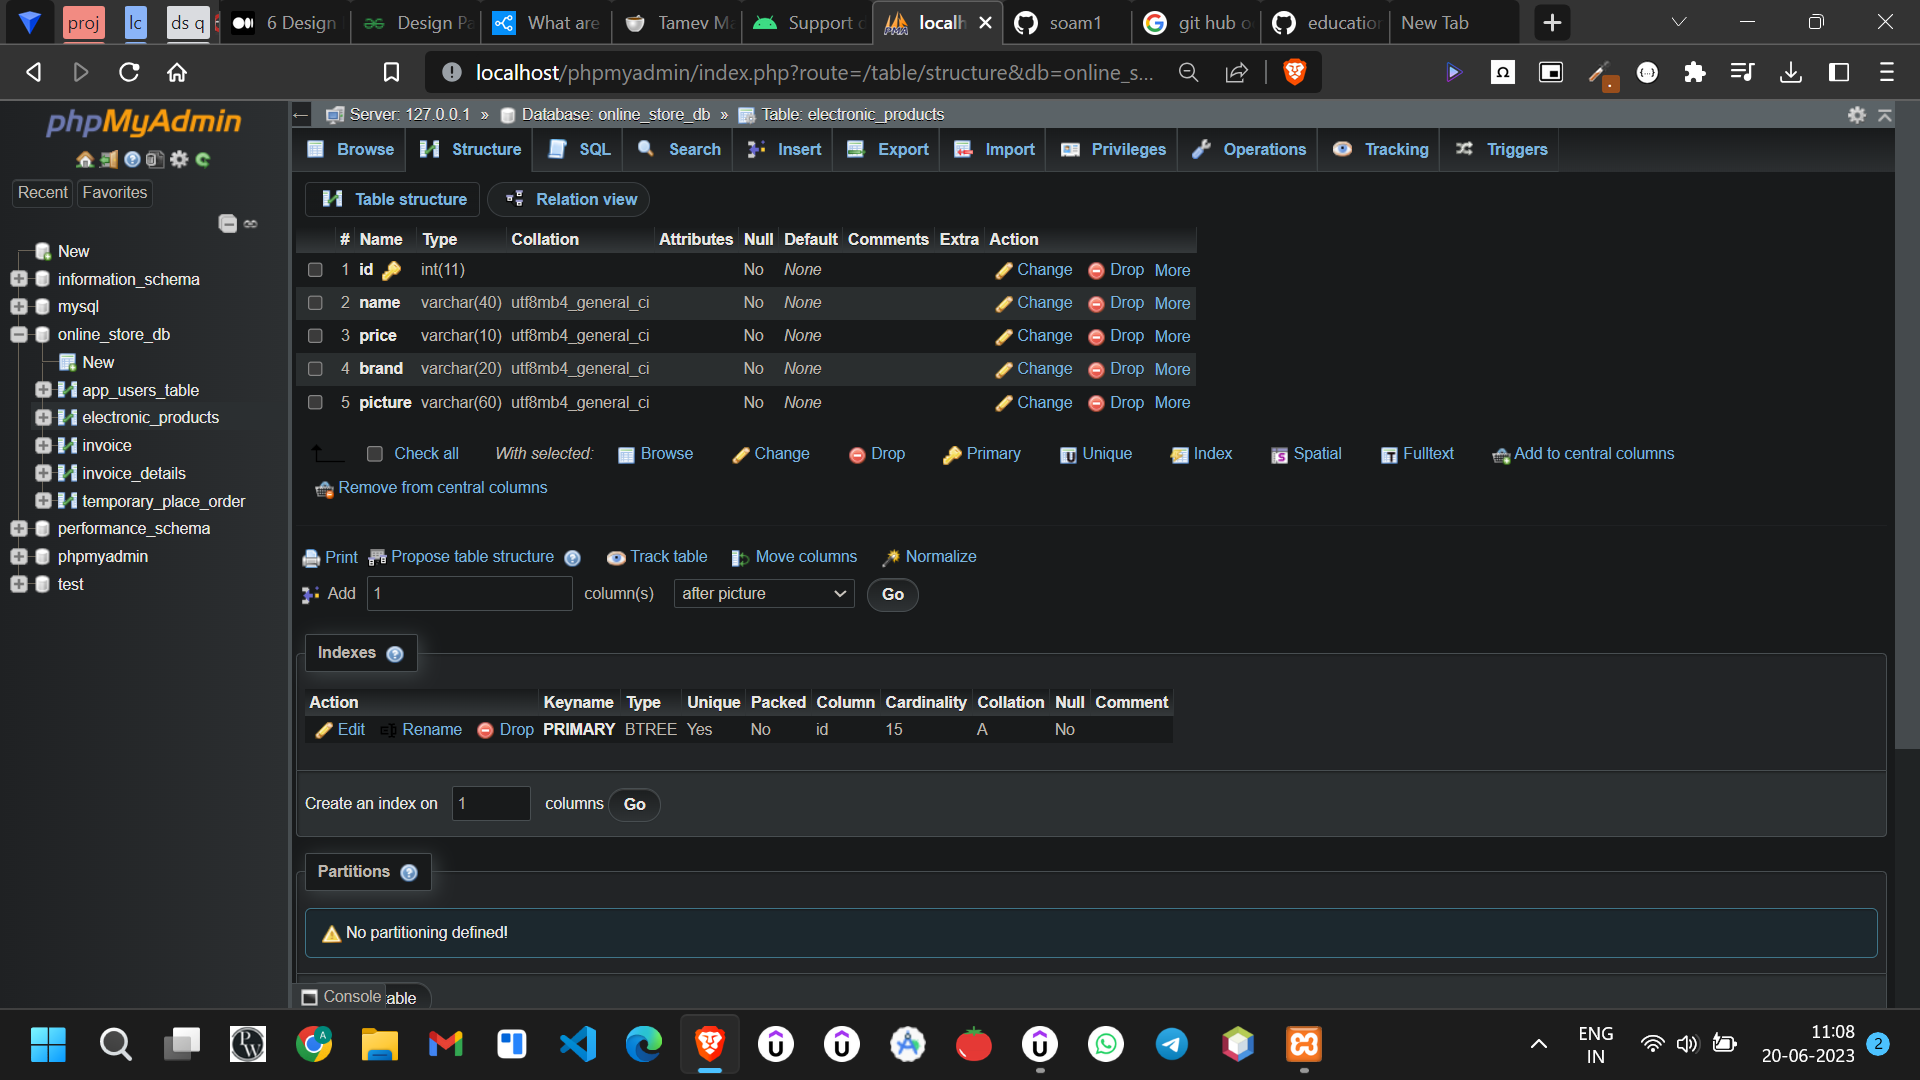 proj
lc
ds q
6 Design
Design Pa
What are
Tamev Ma
Support d
localh
soam1
git hub o
education
New Tab
localhost/phpmyadmin/index.php?route=/table/structure&db=online_s...
phpMyAdmin
Recent
Favorites
New
information_schema
mysql
online_store_db
New
app_users_table
electronic_products
invoice
invoice_details
temporary_place_order
performance_schema
phpmyadmin
test
Server: 127.0.0.1 » Database: online_store_db » Table: electronic_products
Browse Structure SQL Search Insert Export Import Privileges Operations Tracking Triggers
Table structure Relation view
# Name Type Collation Attributes Null Default Comments Extra Action
1 id int(11) No None Change Drop More
2 name varchar(40) utf8mb4_general_ci No None Change Drop More
3 price varchar(10) utf8mb4_general_ci No None Change Drop More
4 brand varchar(20) utf8mb4_general_ci No None Change Drop More
5 picture varchar(60) utf8mb4_general_ci No None Change Drop More
Check all With selected: Browse Change Drop Primary Unique Index Spatial Fulltext Add to central columns
Remove from central columns
Print Propose table structure Track table Move columns Normalize
Add 1 column(s) after picture Go
Indexes
Action Keyname Type Unique Packed Column Cardinality Collation Null Comment
Edit Rename Drop PRIMARY BTREE Yes No id 15 A No
Create an index on 1 columns Go
Partitions
No partitioning defined!
Console able
ENG
IN
11:08
20-06-2023
2